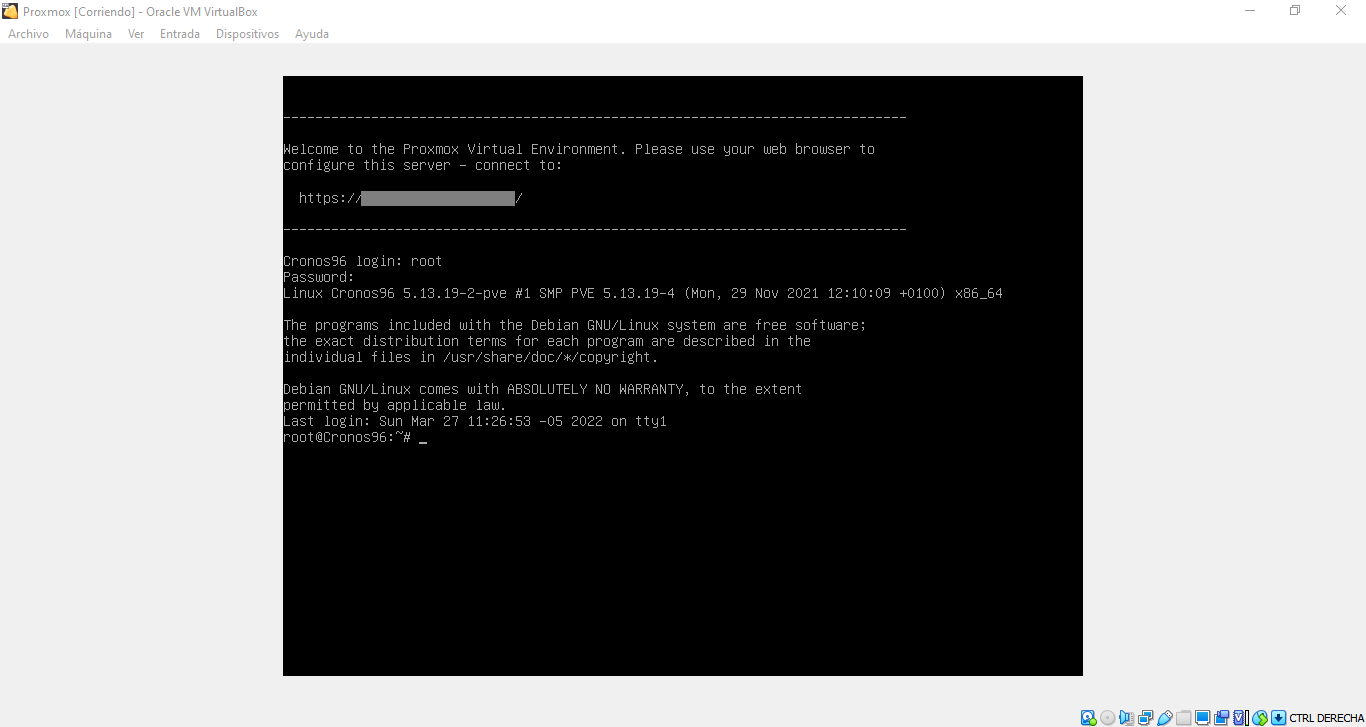 Proxmox [Corriendo] - Oracle VM VirtualBox
Archivo Máquina Ver Entrada Dispositivos Ayuda
--------------------------------------------------------------------------------
Welcome to the Proxmox Virtual Environment. Please use your web browser to
configure this server - connect to:
https:// /
--------------------------------------------------------------------------------
Cronos96 login: root
Password:
Linux Cronos96 5.13.19-2-pve #1 SMP PVE 5.13.19-4 (Mon, 29 Nov 2021 12:10:09 +0100) x86_64
The programs included with the Debian GNU/Linux system are free software;
the exact distribution terms for each program are described in the
individual files in /usr/share/doc/*/copyright.
Debian GNU/Linux comes with ABSOLUTELY NO WARRANTY, to the extent
permitted by applicable law.
Last login: Sun Mar 27 11:26:53 -05 2022 on tty1
root@Cronos96:~# _
CTRL DERECHA